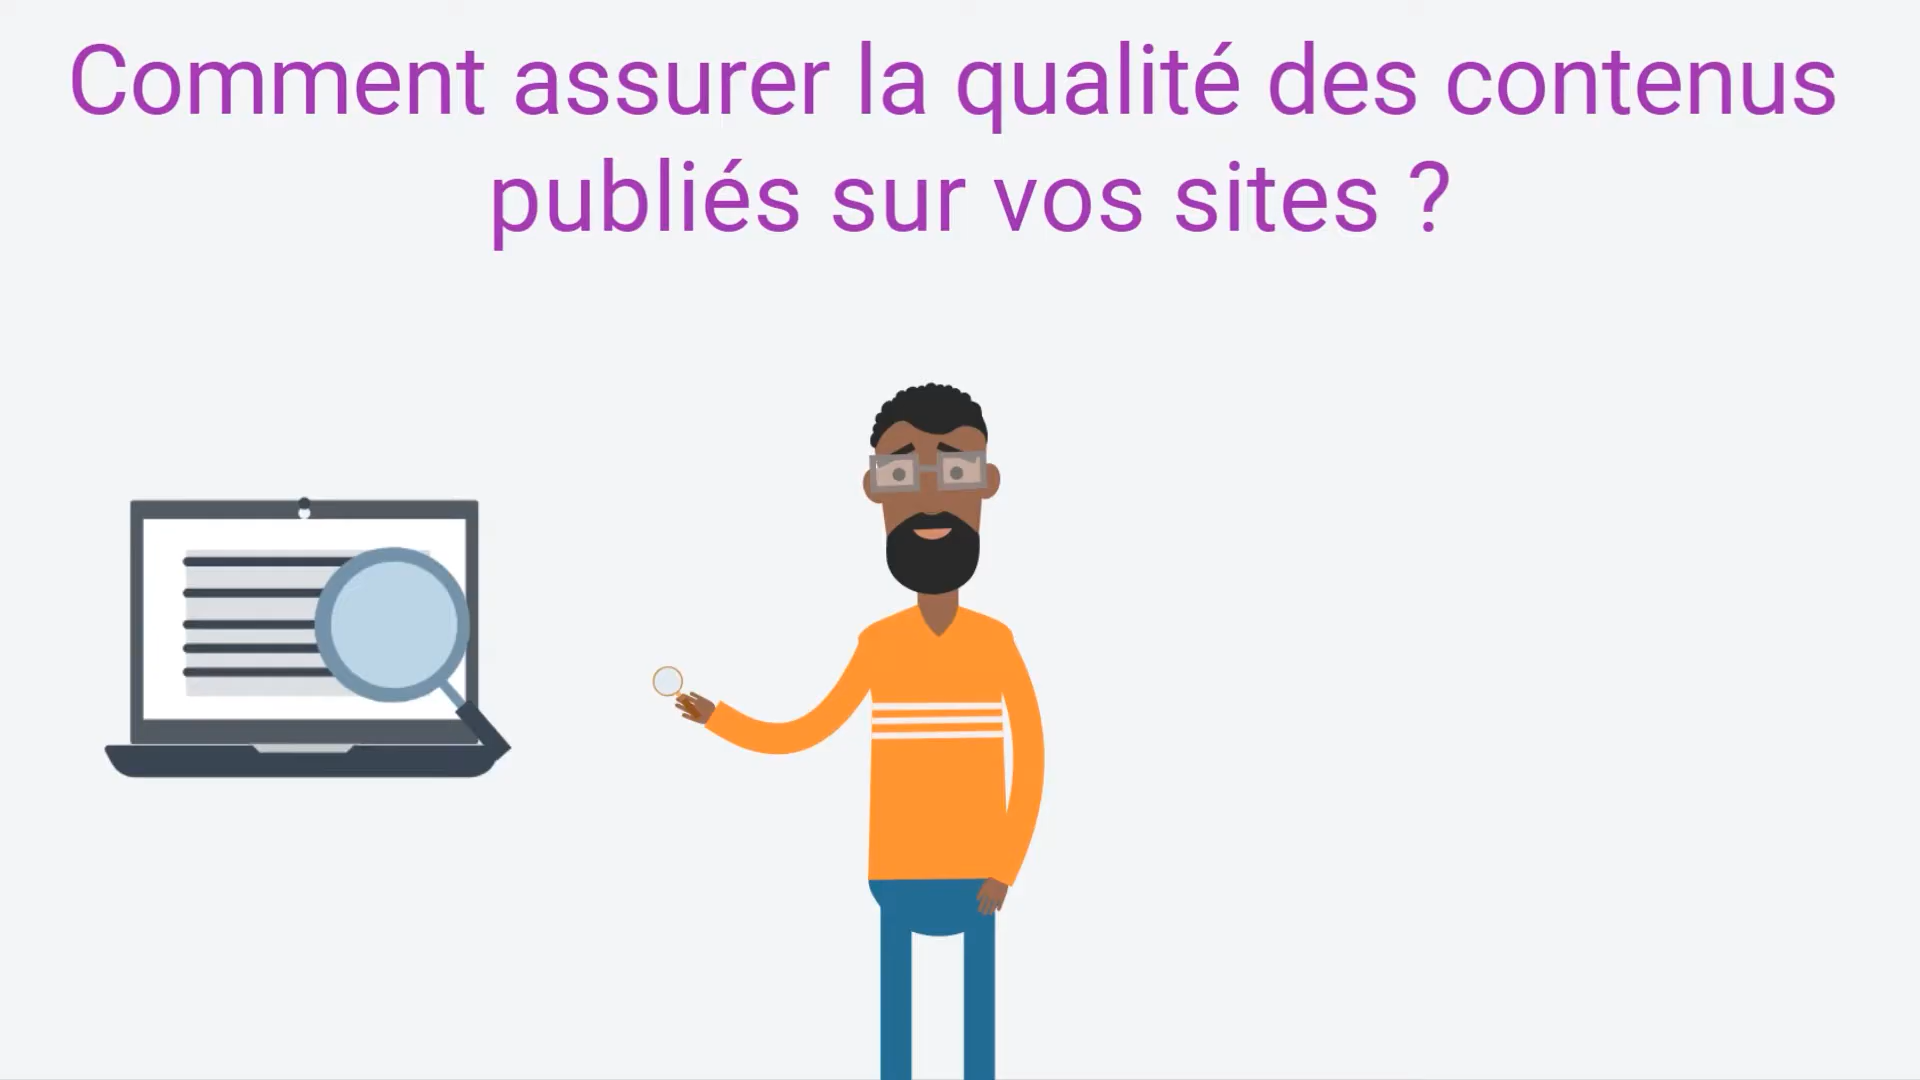 Comment assurer la qualité des contenus
publiés sur vos sites ?